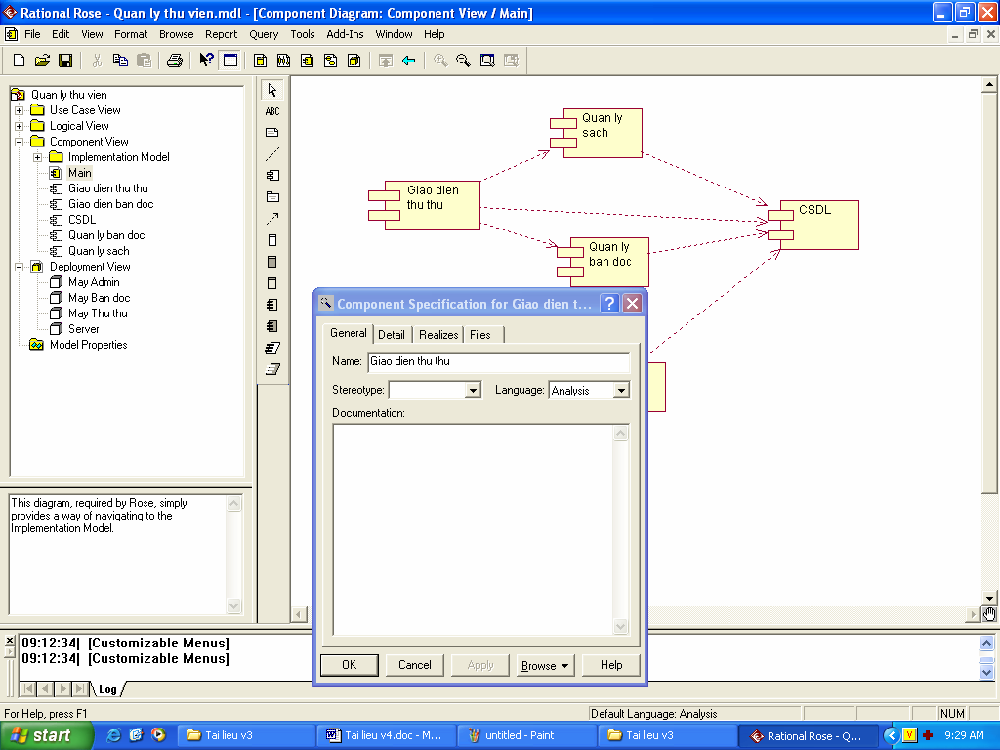 Rational Rose - Quan ly thu vien.mdl - [Component Diagram: Component View / Main]
File Edit View Format Browse Report Query Tools Add-Ins Window Help
Quan ly thu vien
Use Case View
Logical View
Component View
Implementation Model
Main
Giao dien thu thu
Giao dien ban doc
CSDL
Quan ly ban doc
Quan ly sach
Deployment View
May Admin
May Ban doc
May Thu thu
Server
Model Properties
This diagram, required by Rose, simply
provides a way of navigating to the
Implementation Model.
ABC
Quan ly
sach
Giao dien
thu thu
CSDL
Quan ly
ban doc
Component Specification for Giao dien t...
General Detail Realizes Files
Name: Giao dien thu thu
Stereotype: Language: Analysis
Documentation:
OK Cancel Apply Browse Help
09:12:34| [Customizable Menus]
09:12:34| [Customizable Menus]
Log
For Help, press F1 Default Language: Analysis NUM
start Tai lieu v3 Tai lieu v4.doc - M... untitled - Paint Tai lieu v3 Rational Rose - Q... 9:29 AM